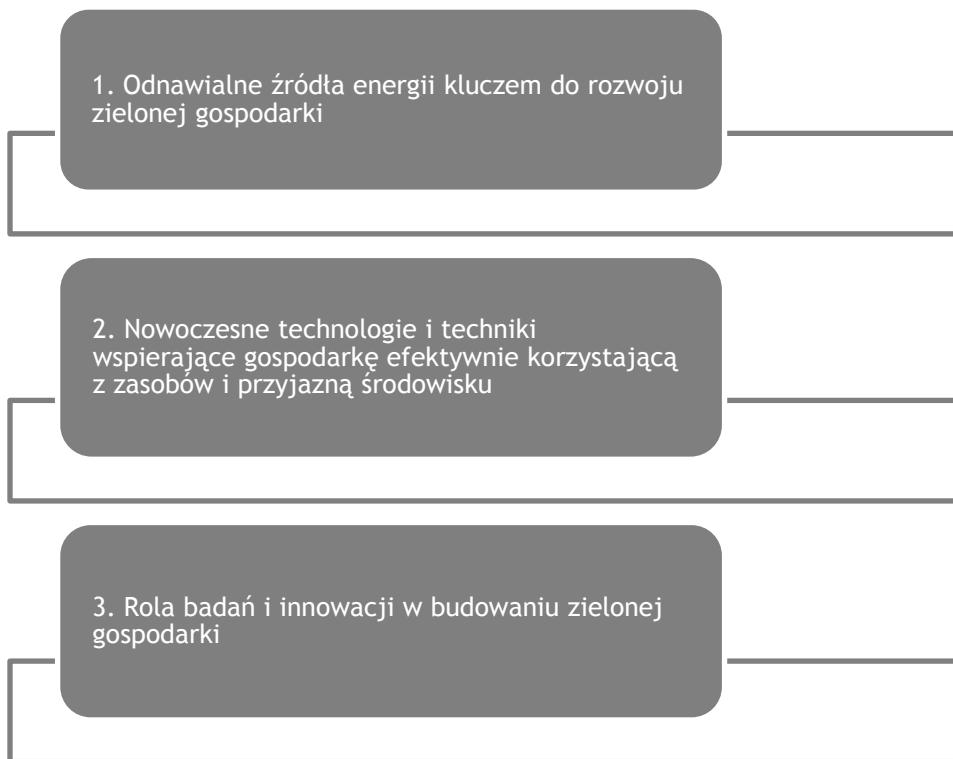 1. Odnawialne źródła energii kluczem do rozwoju
zielonej gospodarki
2. Nowoczesne technologie i techniki
wspierające gospodarkę efektywnie korzystającą
z zasobów i przyjazną środowisku
3. Rola badań i innowacji w budowaniu zielonej
gospodarki